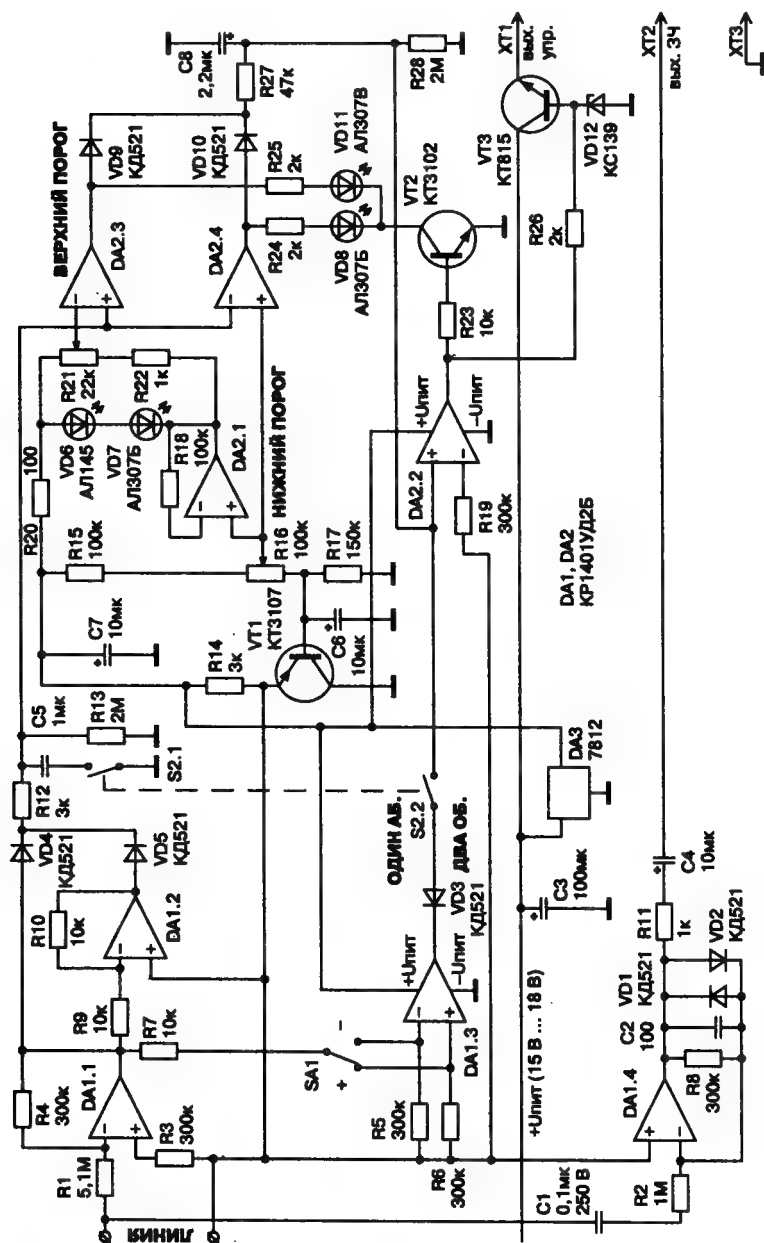 C8
2,2мк
R27
47к
R28
2М
XT1
вых.
упр.
XT2
вых. ЗЧ
XT3
ВЕРХНИЙ ПОРОГ
VD9
КД521
VD10
КД521
R25
2к
VD11
АЛ307В
R24
2к
VD8
АЛ307Б
VT2
КТ3102
VT3
КТ815
VD12
КС139
R26
2к
DA2.3
DA2.4
–
+
–
+
R23
10к
R21
22к
R22
1к
VD6
АЛ145
VD7
АЛ307Б
R18
100к
DA2.1
–
+
НИЖНИЙ ПОРОГ
+Uпит
–Uпит
DA2.2
+
–
R19
300к
R20
100
R15
100к
R16
100к
R17
150к
DA1, DA2
КР1401УД2Б
C7
10мк
VT1
КТ3107
R14
3к
C6
10мк
C5
1мк
R13
2М
S2.1
DA3
7812
R12
3к
VD4
КД521
VD5
КД521
ОДИН АБ.
S2.2
ДВА ОБ.
R10
10к
DA1.2
–
+
VD3
КД521
C3
100мк
C4
10мк
R9
10к
R7
10к
+Uпит
–Uпит
DA1.3
–
+
R11
1к
VD2
КД521
VD1
КД521
C2
100
R8
300к
SA1
–
+
R4
300к
DA1.1
–
+
R3
300к
R5
300к
R6
300к
+Uпит (15 В ... 18 В)
DA1.4
+
–
R1
5,1М
C1
0,1мк
250 В
R2
1М
ЛИНИЯ